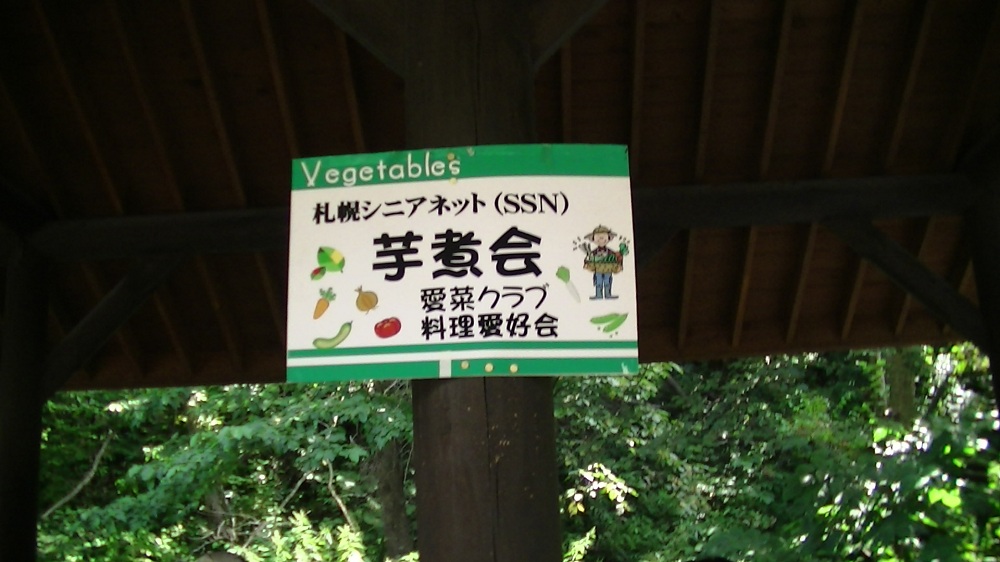 Vegetables
札幌シニアネット(SSN)
芋煮会
愛菜クラブ
料理愛好会